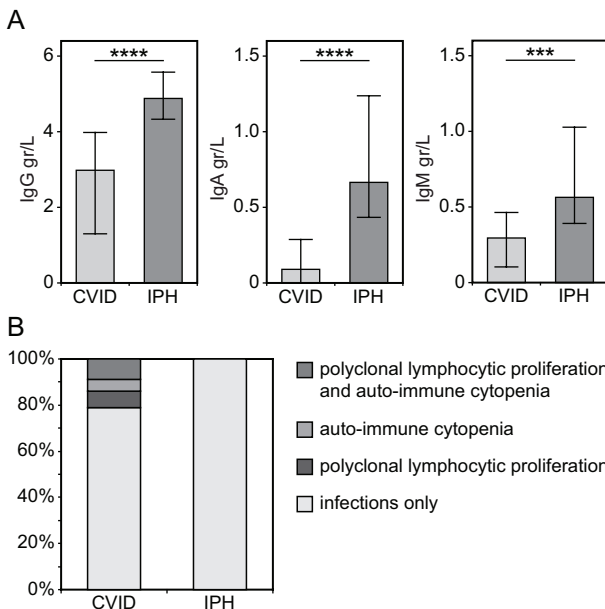 A
6
4
2
0
IgG gr/L
****
CVID IPH
1.5
1.0
0.5
0
IgA gr/L
****
CVID IPH
1.5
1.0
0.5
0
IgM gr/L
***
CVID IPH
B
100%
80%
60%
40%
20%
0%
CVID IPH
polyclonal lymphocytic proliferation
and auto-immune cytopenia
auto-immune cytopenia
polyclonal lymphocytic proliferation
infections only